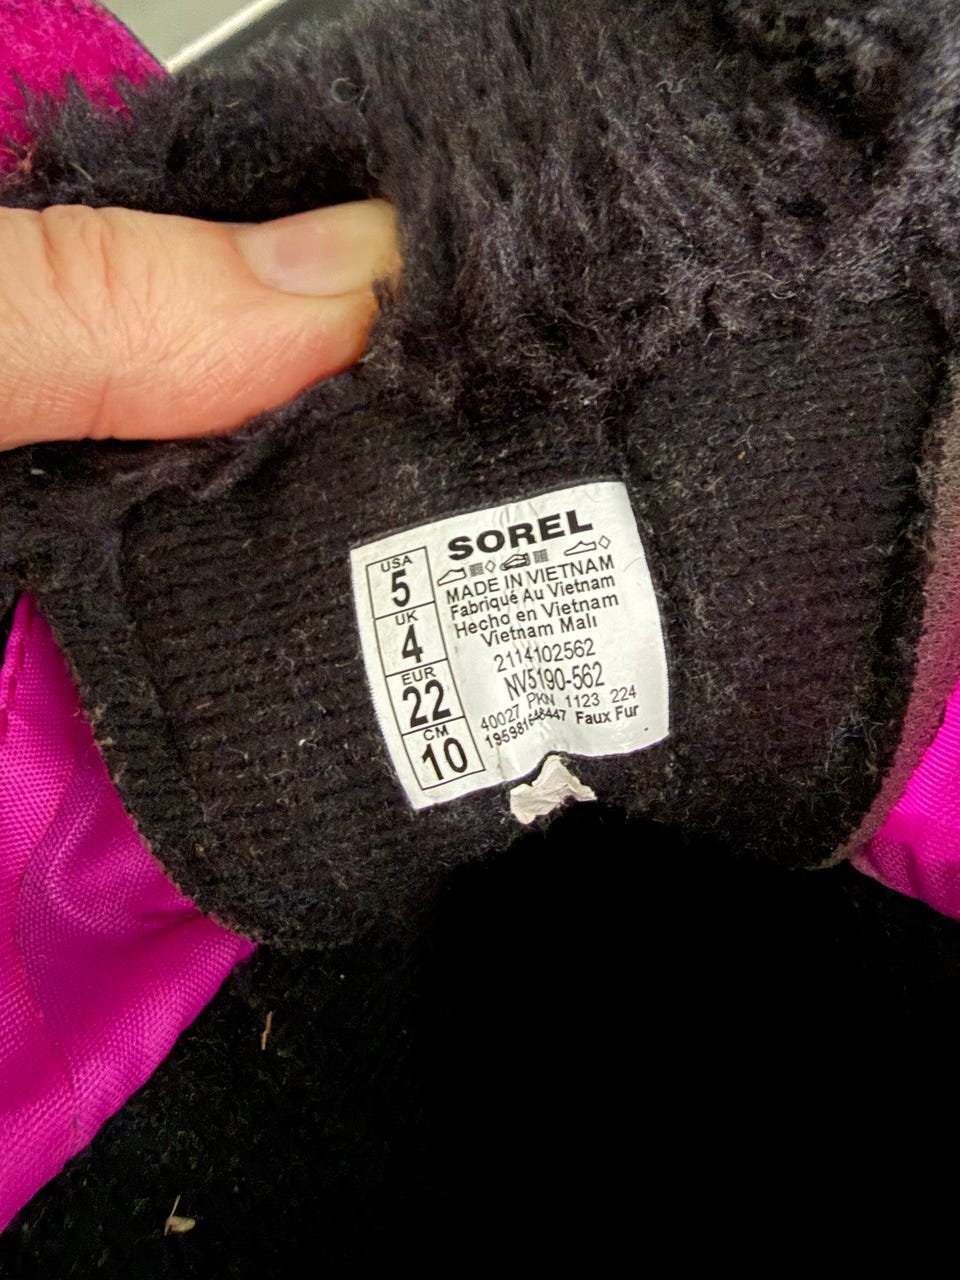 SOREL
USA
5
UK
4
EUR
22
CM
10
MADE IN VIETNAM
Fabriqué Au Vietnam
Hecho en Vietnam
Vietnam Malı
2114102562
NV5190-562
40027 PKN 1123 224
Faux Fur